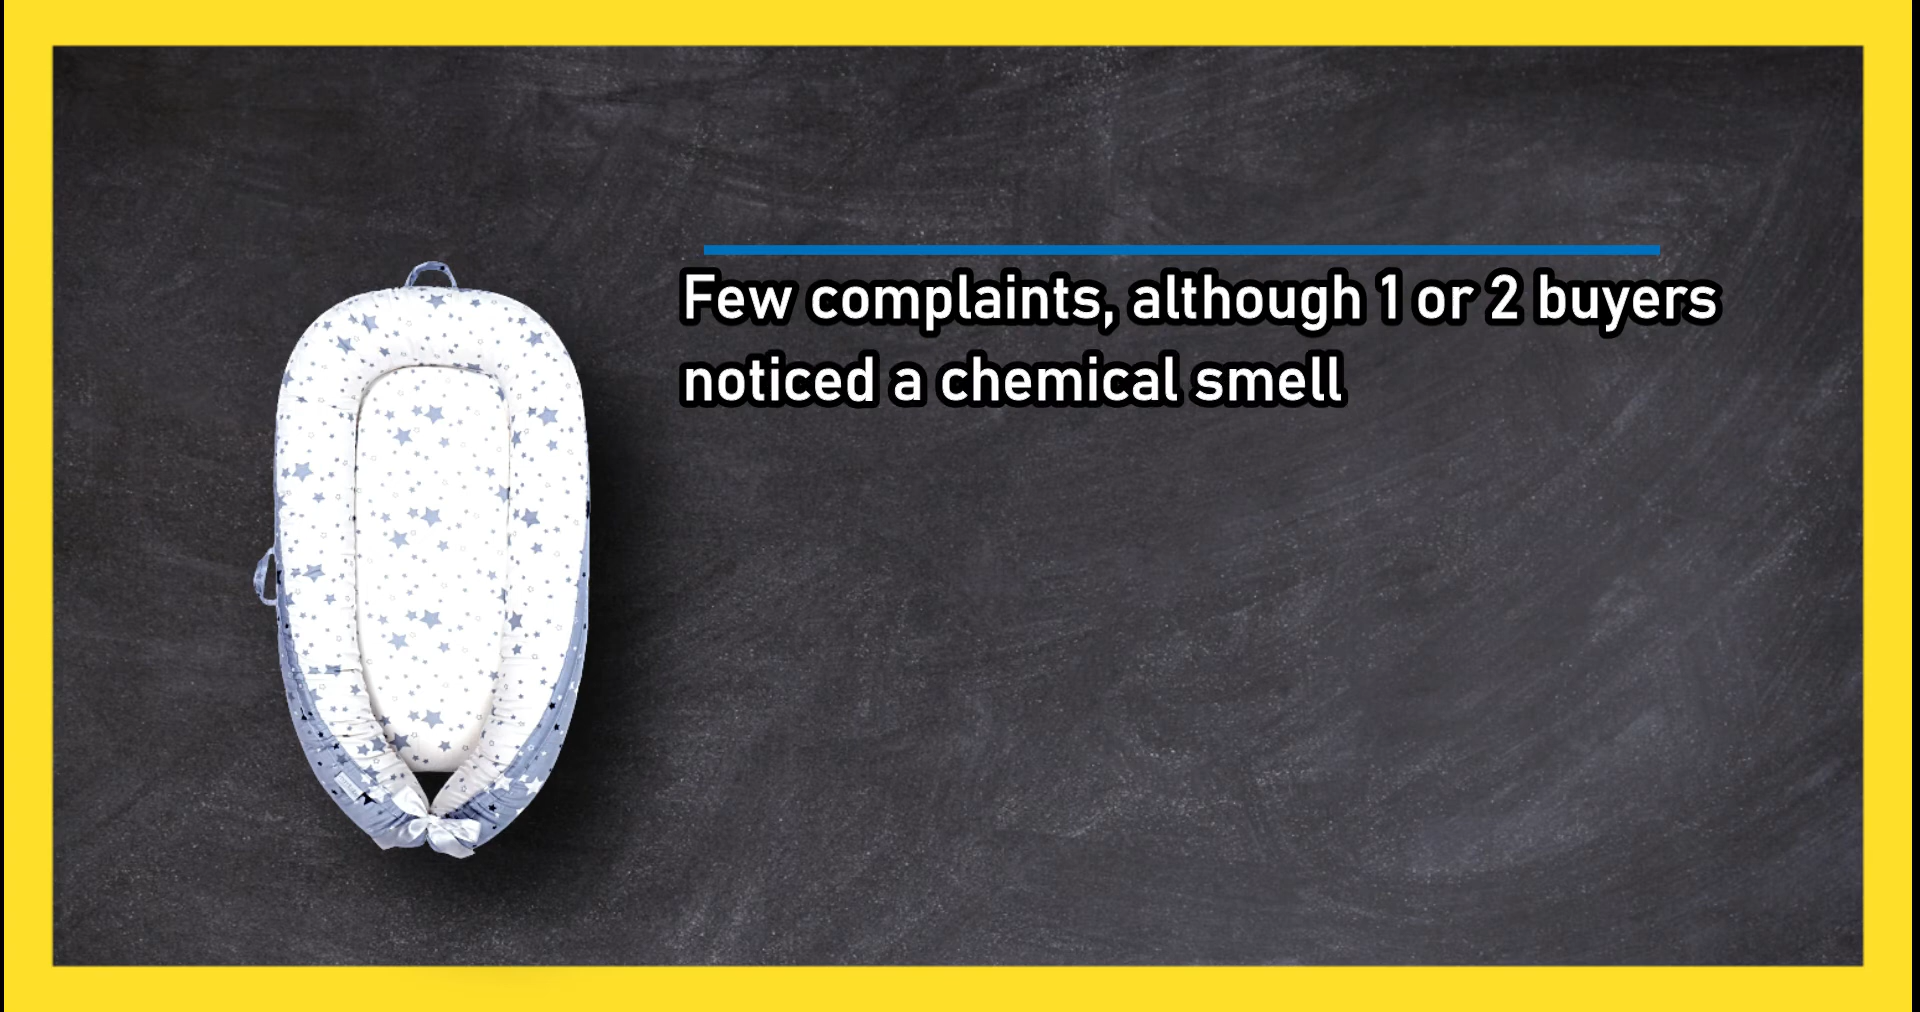 Few complaints, although 1 or 2 buyers
noticed a chemical smell